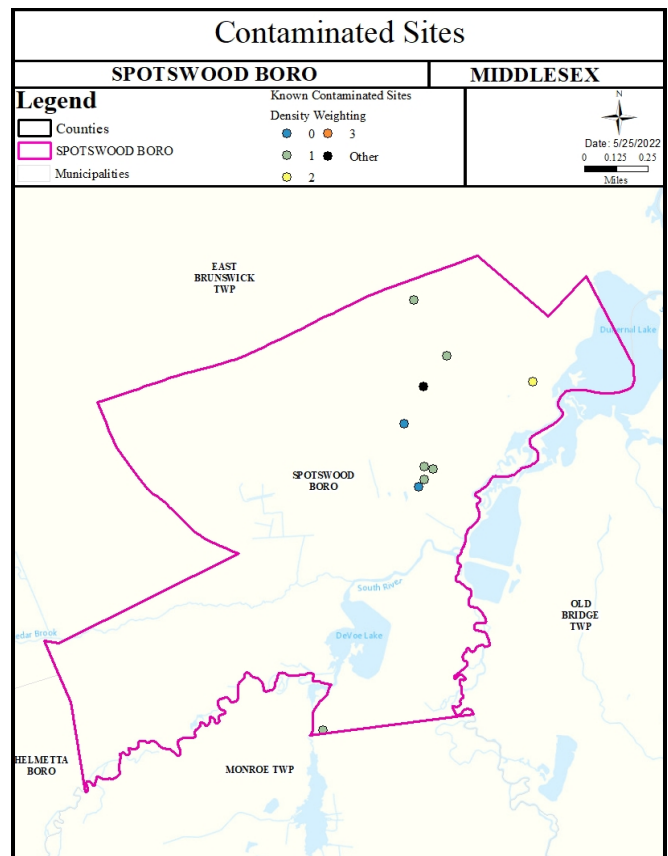 Contaminated Sites
SPOTSWOOD BORO
MIDDLESEX
Legend
Counties
SPOTSWOOD BORO
Municipalities
Known Contaminated Sites
Density Weighting
0
3
1
Other
2
N
Date: 5/25/2022
0 0.125 0.25
Miles
EAST
BRUNSWICK
TWP
Duhernal Lake
SPOTSWOOD
BORO
South River
OLD
BRIDGE
TWP
edar Brook
DeVoe Lake
HELMETTA
BORO
MONROE TWP